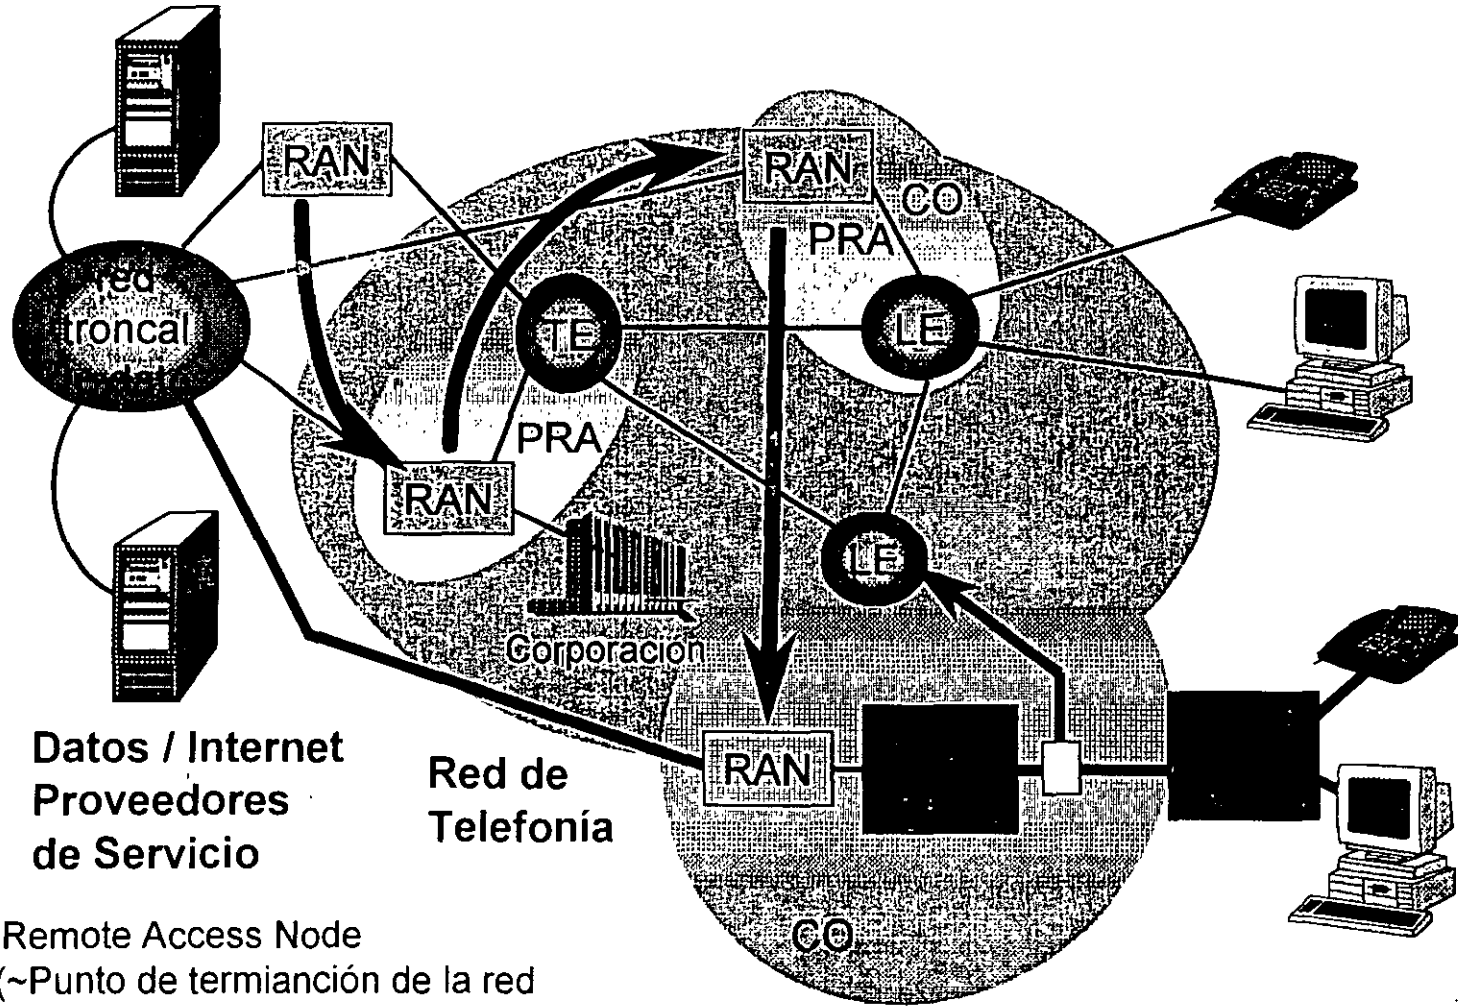 RAN
RAN
CO
PRA
red
troncal
TE
LE
PRA
RAN
LE
Corporación
RAN
Datos / Internet
Proveedores
de Servicio
Red de
Telefonía
CO
Remote Access Node
(~Punto de termianción de la red